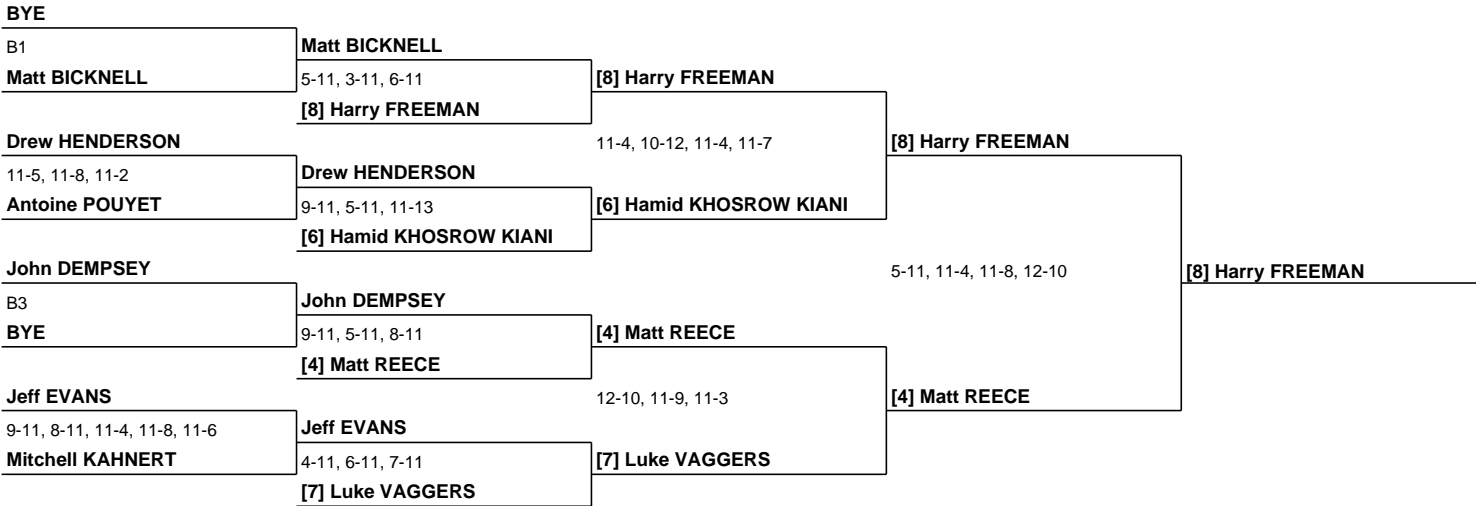 BYE
B1
Matt BICKNELL
Matt BICKNELL
5-11, 3-11, 6-11
[8] Harry FREEMAN
[8] Harry FREEMAN
Drew HENDERSON
11-5, 11-8, 11-2
Antoine POUYET
Drew HENDERSON
9-11, 5-11, 11-13
[6] Hamid KHOSROW KIANI
11-4, 10-12, 11-4, 11-7
[6] Hamid KHOSROW KIANI
[8] Harry FREEMAN
John DEMPSEY
B3
BYE
John DEMPSEY
9-11, 5-11, 8-11
[4] Matt REECE
[4] Matt REECE
5-11, 11-4, 11-8, 12-10
[8] Harry FREEMAN
Jeff EVANS
9-11, 8-11, 11-4, 11-8, 11-6
Mitchell KAHNERT
Jeff EVANS
4-11, 6-11, 7-11
[7] Luke VAGGERS
12-10, 11-9, 11-3
[7] Luke VAGGERS
[4] Matt REECE